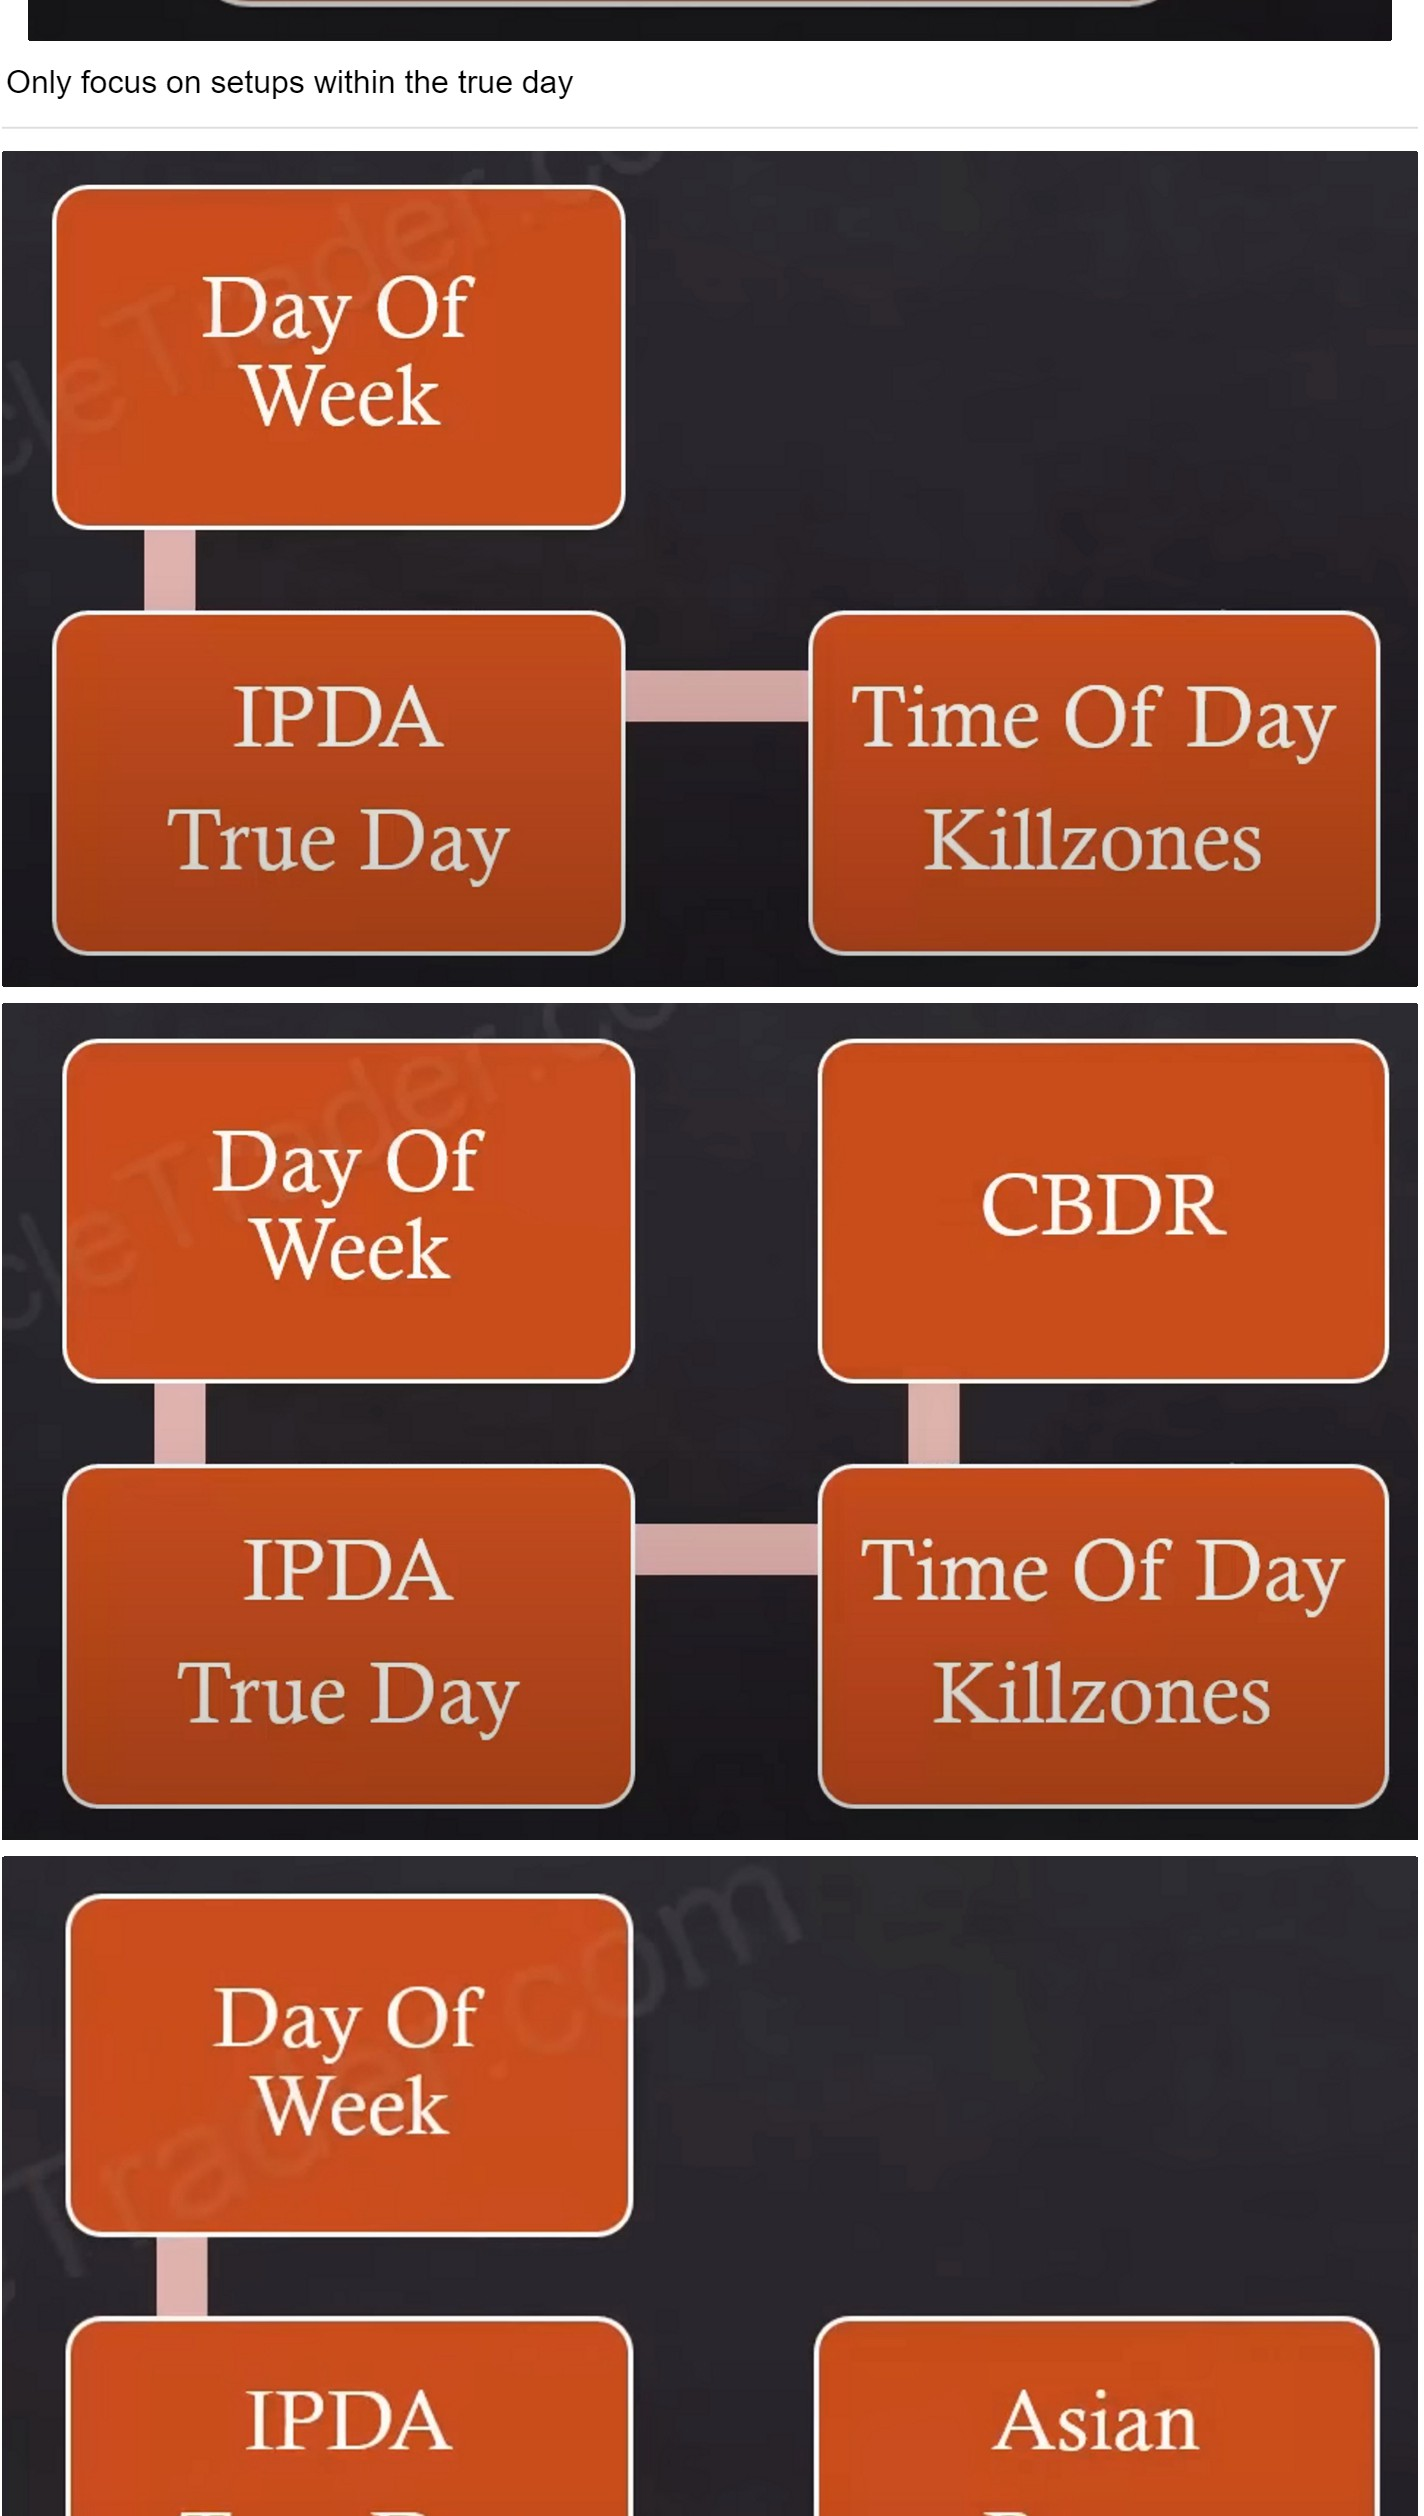 Only focus on setups within the true day
Day Of
Week
IPDA
True Day
Time Of Day
Killzones
Day Of
Week
CBDR
IPDA
True Day
Time Of Day
Killzones
Day Of
Week
IPDA
Asian